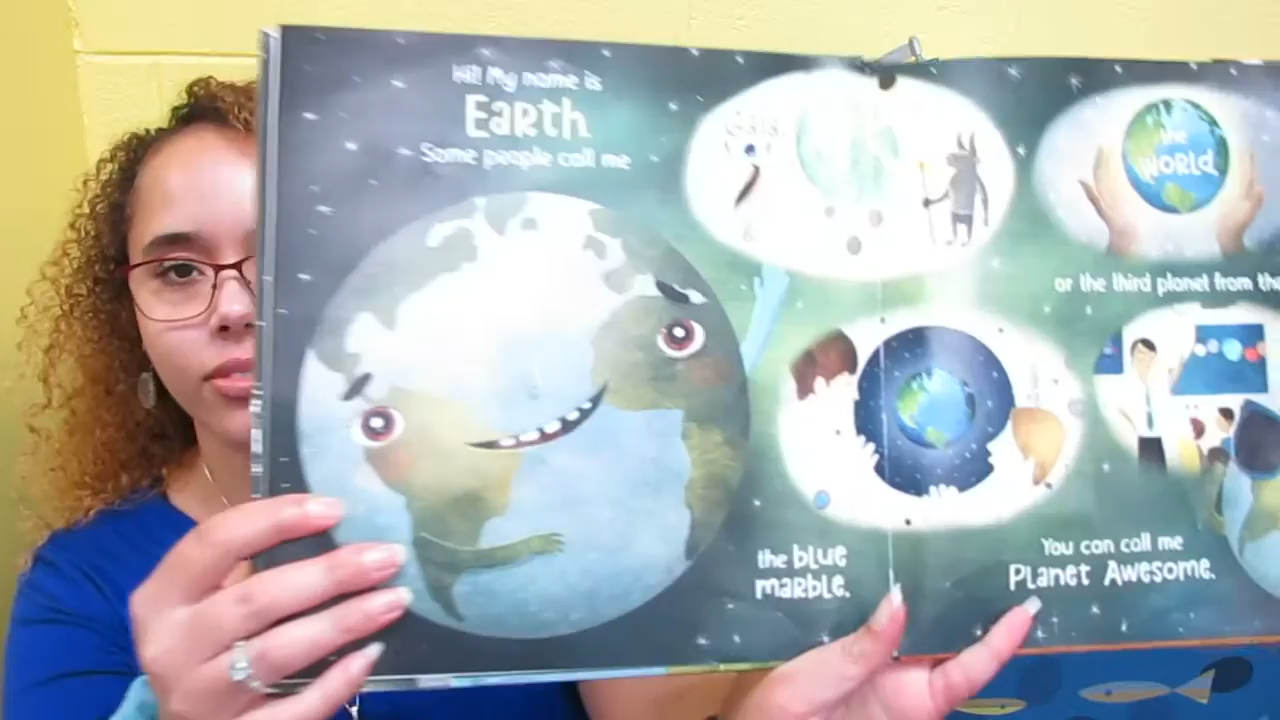 Hi! My name is
Earth
Some people call me
Gaia,
the
World,
or the third planet from the
the blue
marble.
You can call me
Planet Awesome.